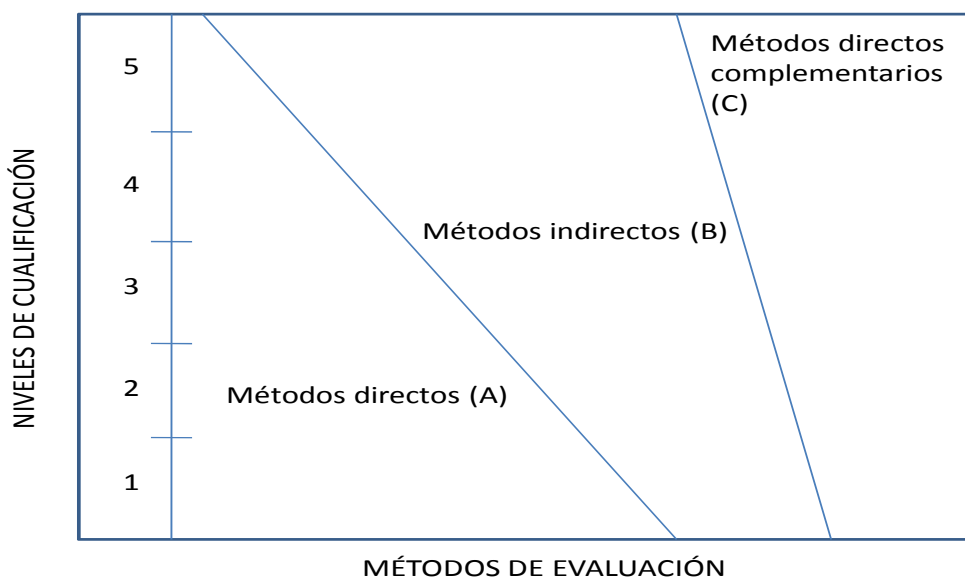 NIVELES DE CUALIFICACIÓN
5
4
3
2
1
Métodos directos
complementarios
(C)
Métodos indirectos (B)
Métodos directos (A)
MÉTODOS DE EVALUACIÓN